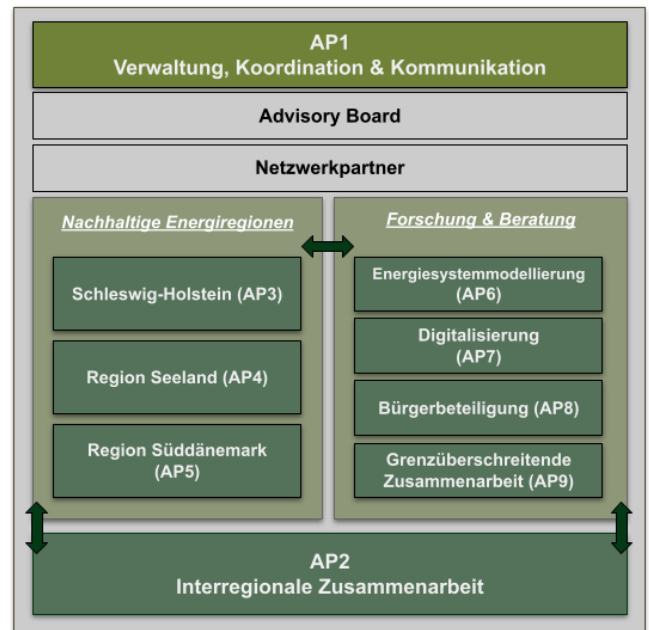 AP1
Verwaltung, Koordination & Kommunikation
Advisory Board
Netzwerkpartner
Nachhaltige Energiregionen
Schleswig-Holstein (AP3)
Region Seeland (AP4)
Region Süddänemark
(AP5)
Forschung & Beratung
Energiesystemmodellierung
(AP6)
Digitalisierung
(AP7)
Bürgerbeteiligung (AP8)
Grenzüberschreitende
Zusammenarbeit (AP9)
AP2
Interregionale Zusammenarbeit